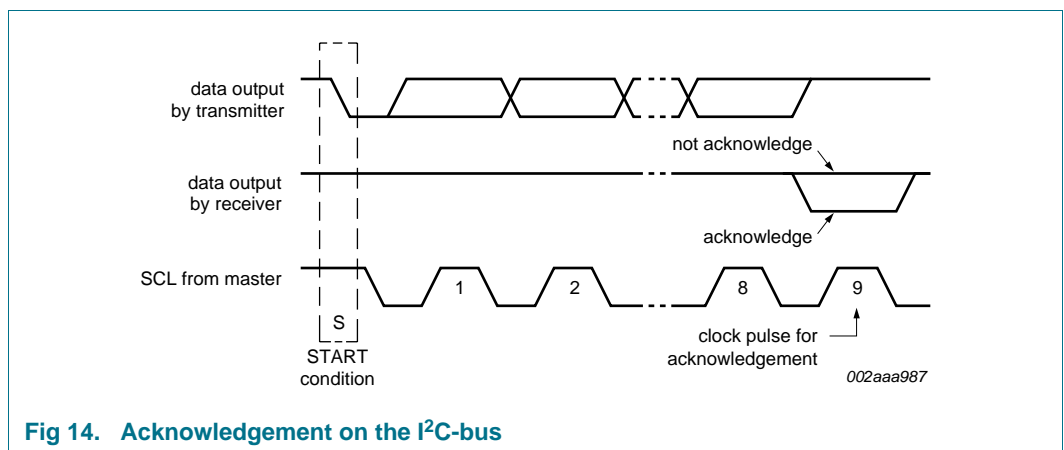 data output
by transmitter
not acknowledge
data output
by receiver
acknowledge
SCL from master
1
2
8
9
S
START
condition
clock pulse for
acknowledgement
002aaa987
Fig 14. Acknowledgement on the I²C-bus